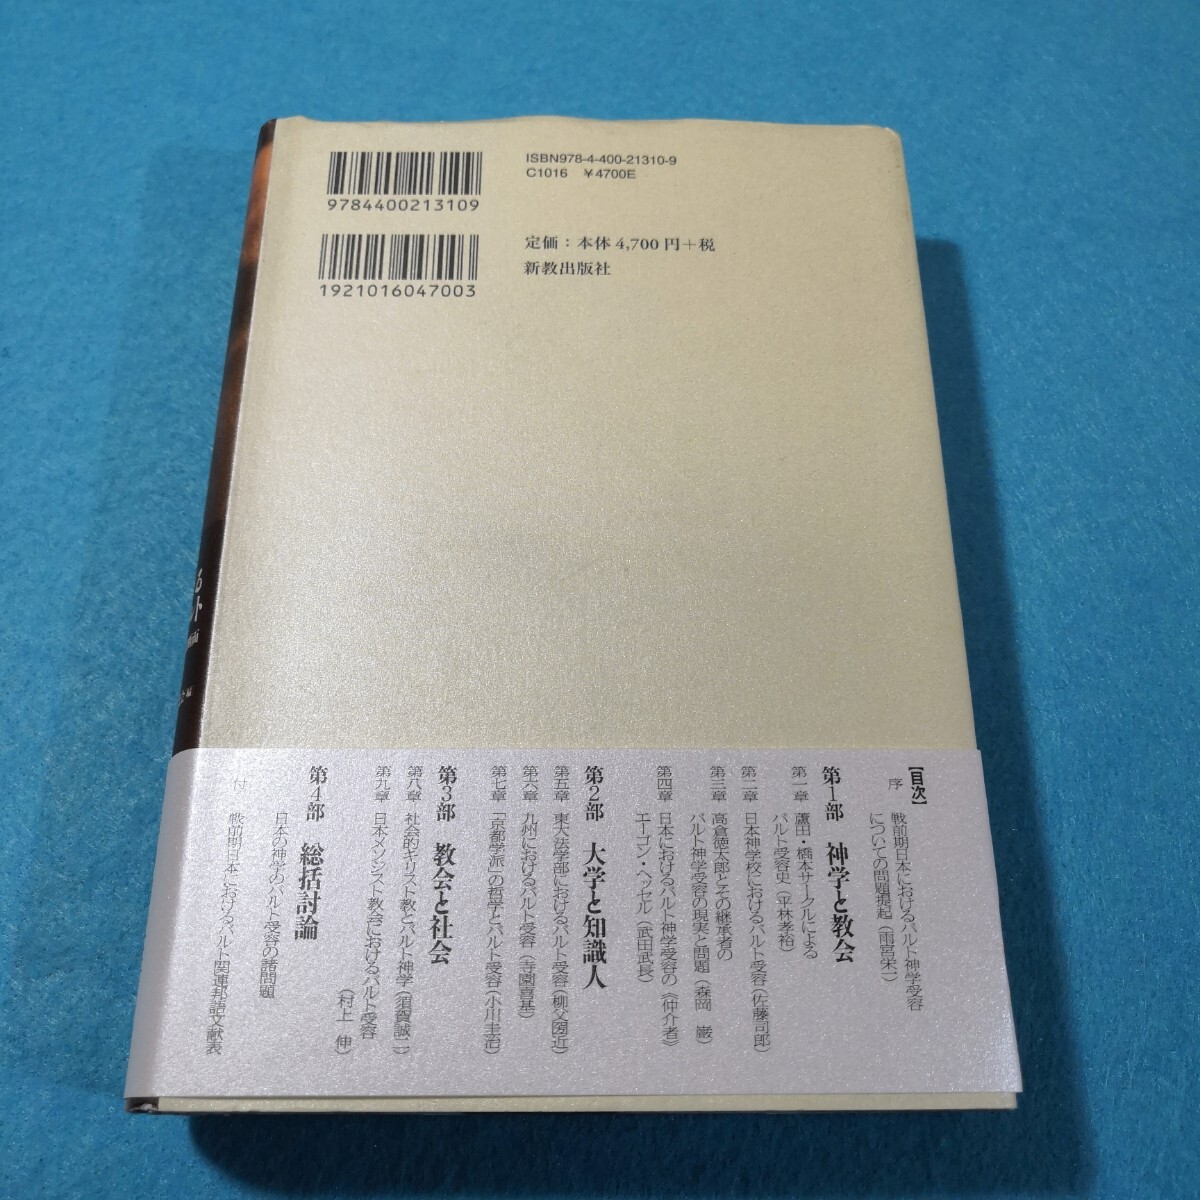 ISBN978-4-400-21310-9
C1016 ￥4700E
9784400213109
定価：本体 4,700 円＋税
新教出版社
1921016047003
る
ト
【目次】
序 戦前期日本におけるバルト神学受容
についての問題提起（雨宮栄一）
第1部 神学と教会
第一章 蘆田・橋本サークルによる
バルト受容史（平林孝裕）
第二章 日本神学校におけるバルト受容（佐藤司郎）
第三章 高倉徳太郎とその継承者の
バルト神学受容の現実と問題（森岡 巌）
第四章 日本におけるバルト神学受容の《仲介者》
エーゴン・ヘッセル（武田武長）
第2部 大学と知識人
第五章 東大法学部におけるバルト受容（柳父圀近）
第六章 九州におけるバルト受容（寺園喜基）
第七章 「京都学派」の哲学とバルト受容（小川圭治）
第3部 教会と社会
第八章 社会的キリスト教とバルト神学（須賀誠二）
第九章 日本メソジスト教会におけるバルト受容
（村上 伸）
第4部 総括討論
日本の神学のバルト受容の諸問題
付 戦前期日本におけるバルト関連邦語文献表